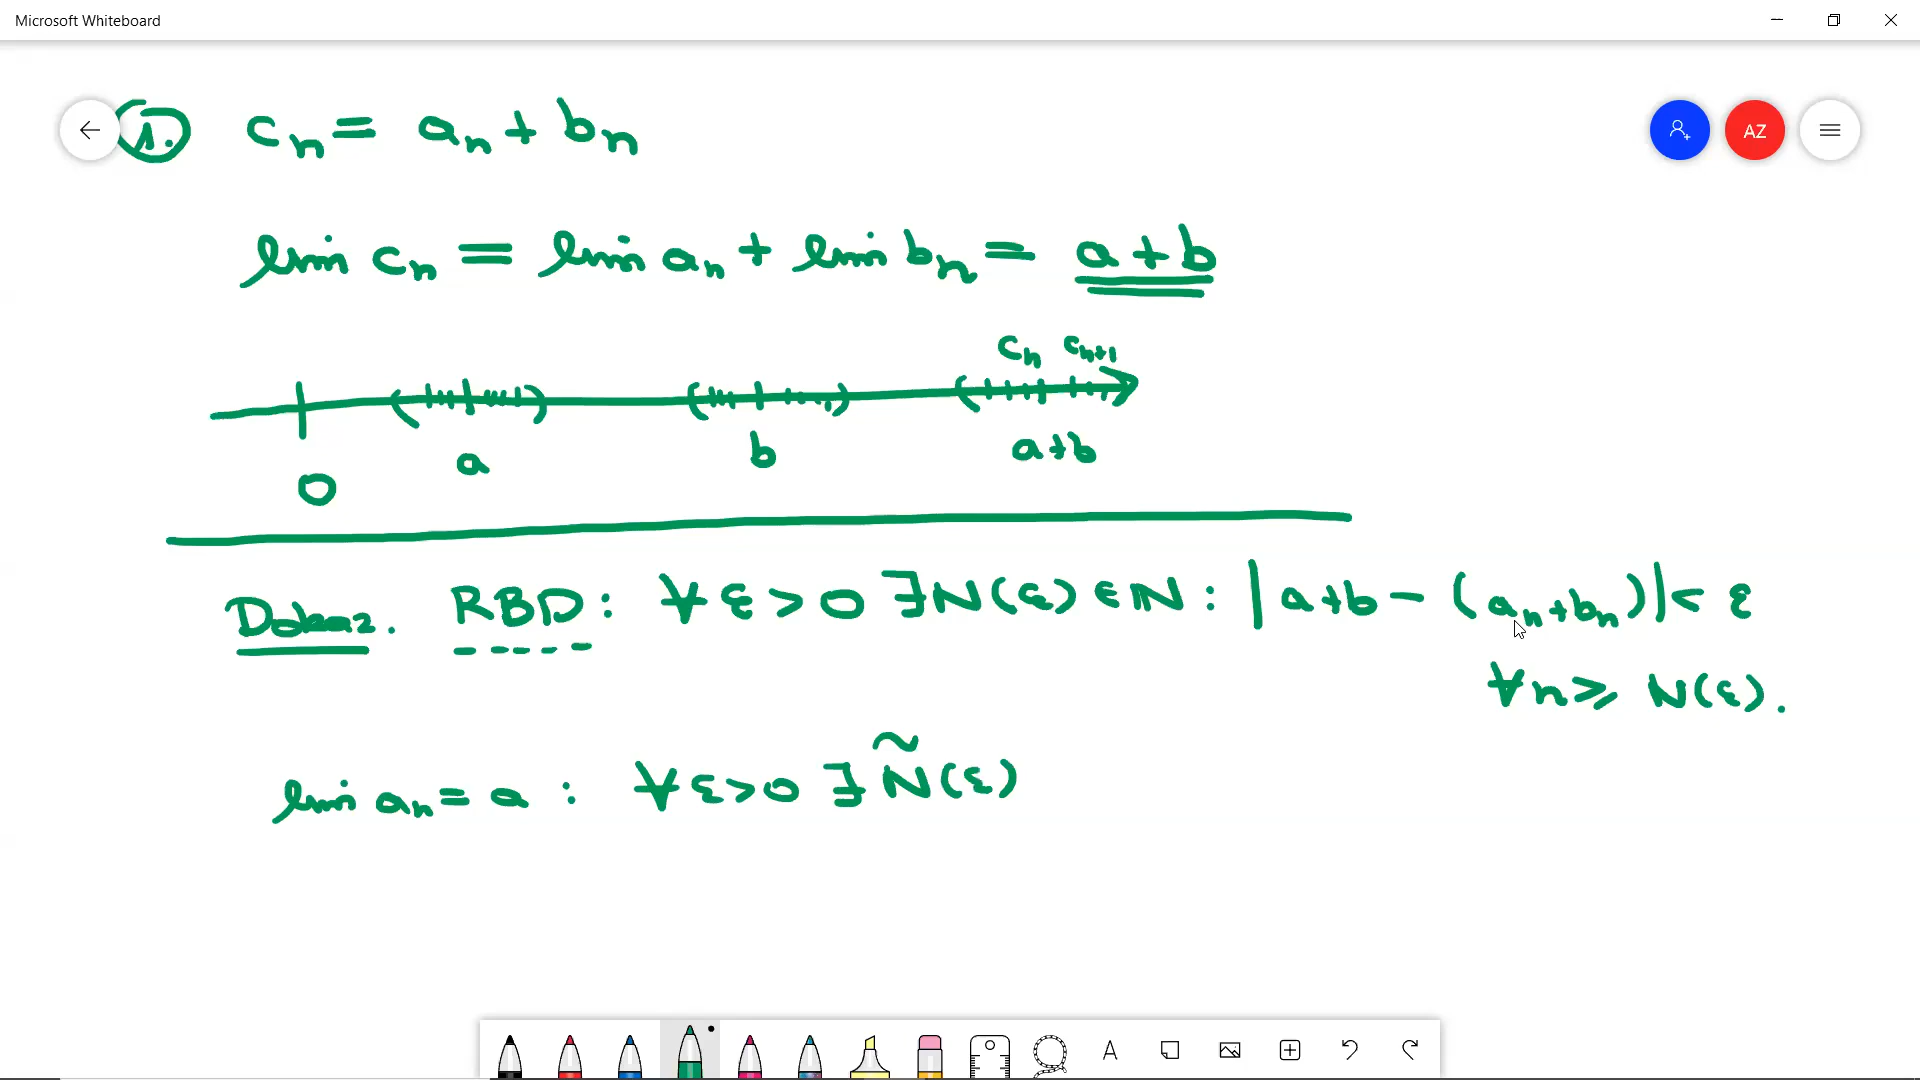 Microsoft Whiteboard
1. cₙ = aₙ + bₙ
AZ
lim cₙ = lim aₙ + lim bₙ = a+b
cₙ cₙ₊₁
0 a b a+b
Dokaz. RBD: ∀ε>0 ∃N(ε)∈ℕ: |a+b - (aₙ+bₙ)| < ε
∀n ≥ N(ε).
lim aₙ = a : ∀ε>0 ∃Ñ(ε)